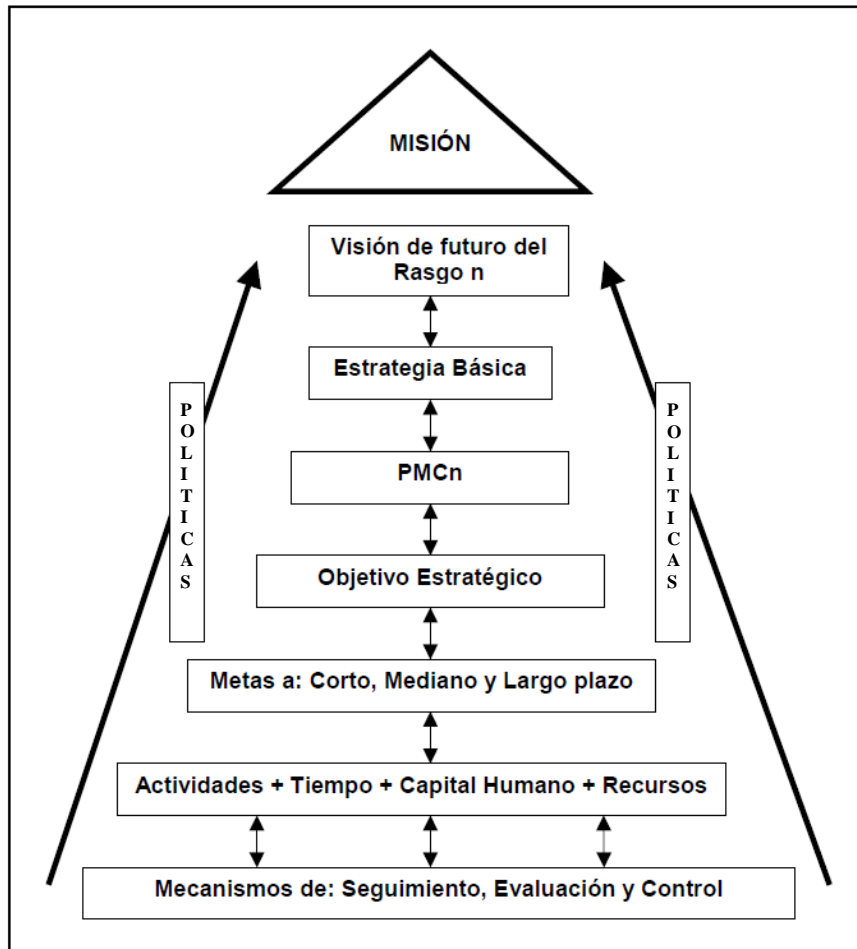 MISIÓN
Visión de futuro del
Rasgo n
Estrategia Básica
PMCn
Objetivo Estratégico
Metas a: Corto, Mediano y Largo plazo
Actividades + Tiempo + Capital Humano + Recursos
Mecanismos de: Seguimiento, Evaluación y Control
POLITICAS
POLITICAS